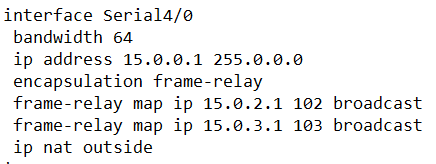 interface Serial4/0
 bandwidth 64
 ip address 15.0.0.1 255.0.0.0
 encapsulation frame-relay
 frame-relay map ip 15.0.2.1 102 broadcast
 frame-relay map ip 15.0.3.1 103 broadcast
 ip nat outside